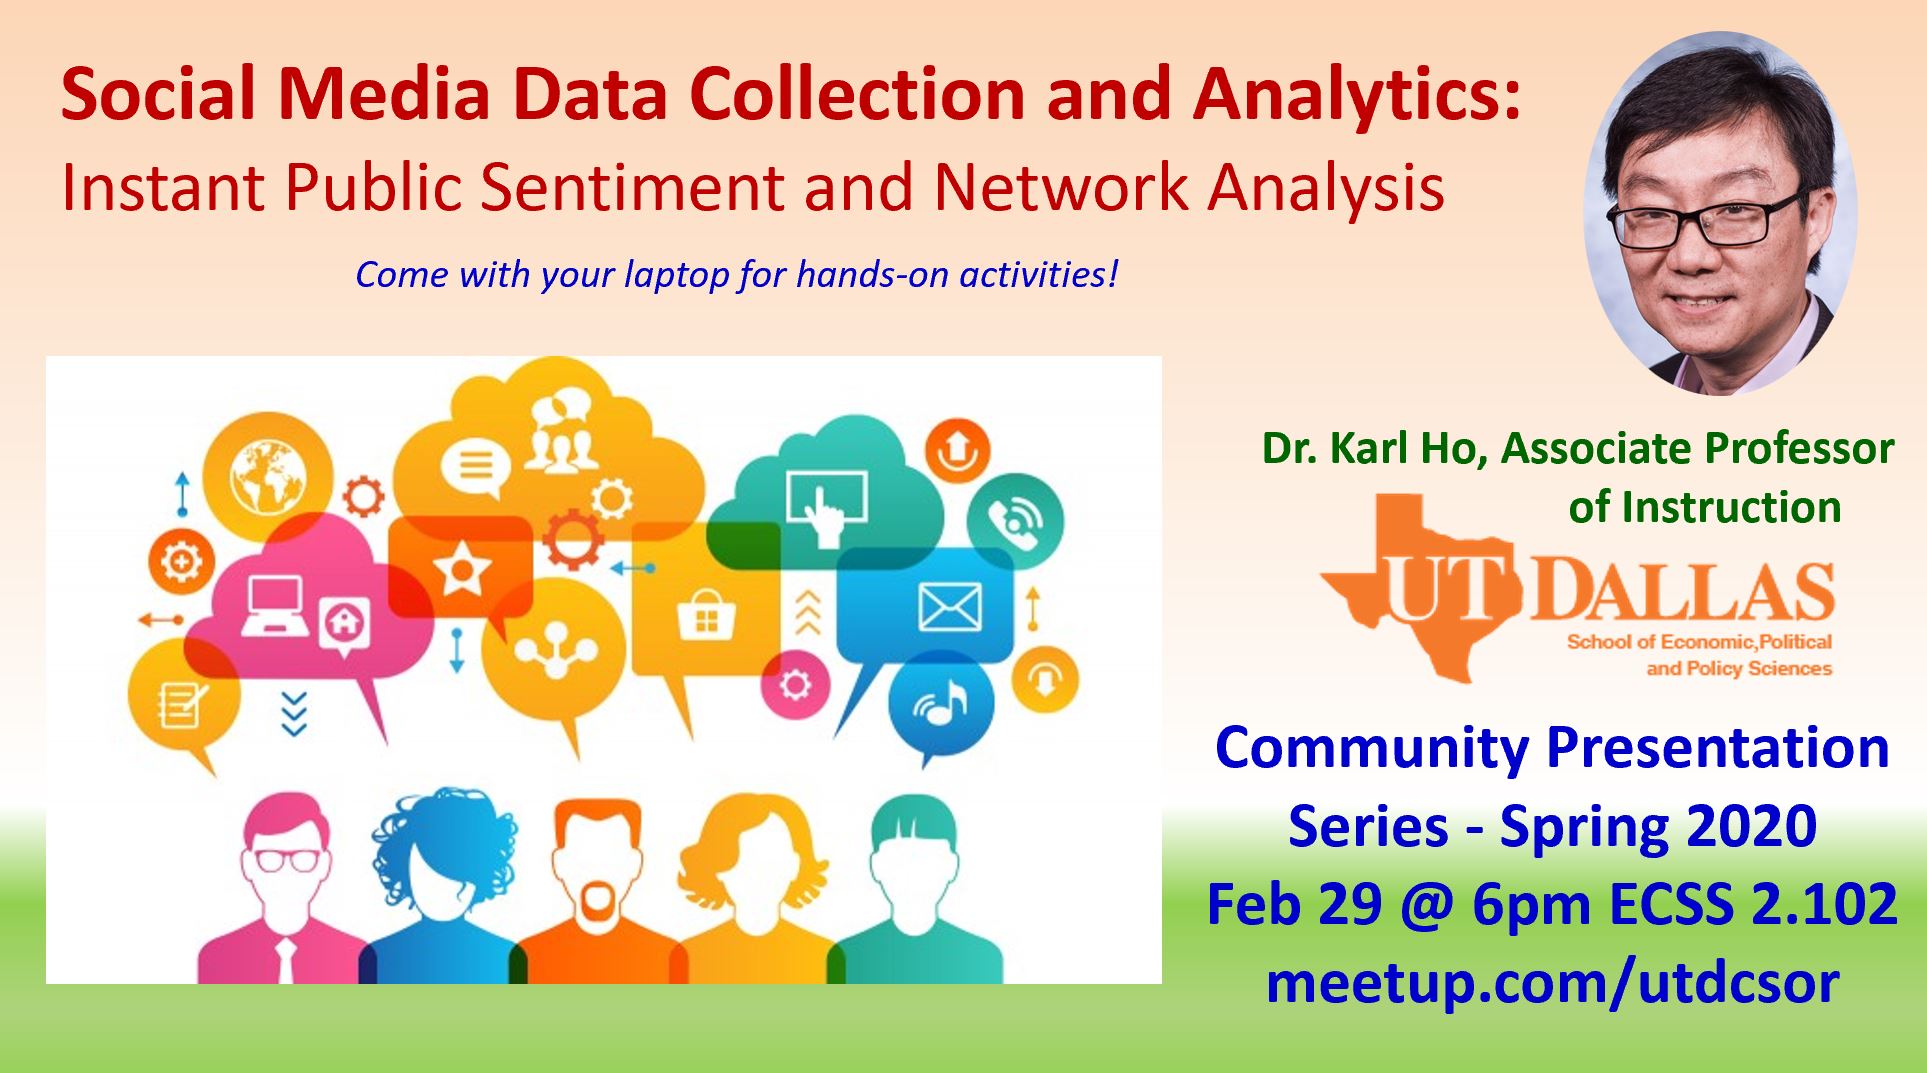 Social Media Data Collection and Analytics:
Instant Public Sentiment and Network Analysis
Come with your laptop for hands-on activities!
Dr. Karl Ho, Associate Professor
of Instruction
UT DALLAS
School of Economic,Political
and Policy Sciences
Community Presentation
Series - Spring 2020
Feb 29 @ 6pm ECSS 2.102
meetup.com/utdcsor